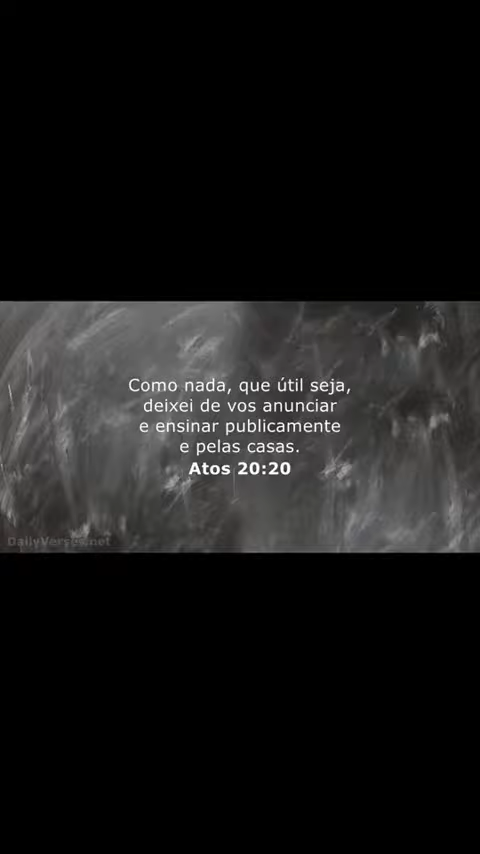 Como nada, que útil seja,
deixei de vos anunciar
e ensinar publicamente
e pelas casas.
Atos 20:20
DailyVerses.net